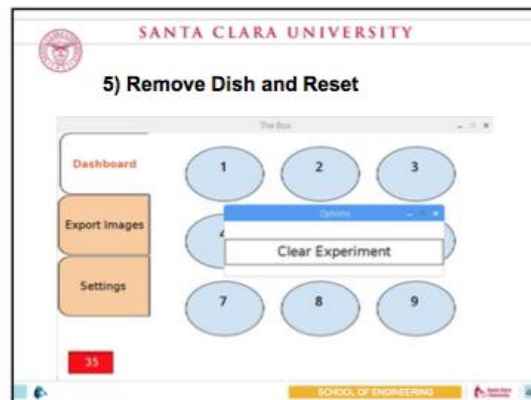 SANTA CLARA UNIVERSITY
5) Remove Dish and Reset
The Box
Dashboard
1
2
3
Options
Export Images
4
Clear Experiment
Settings
7
8
9
35
SCHOOL OF ENGINEERING